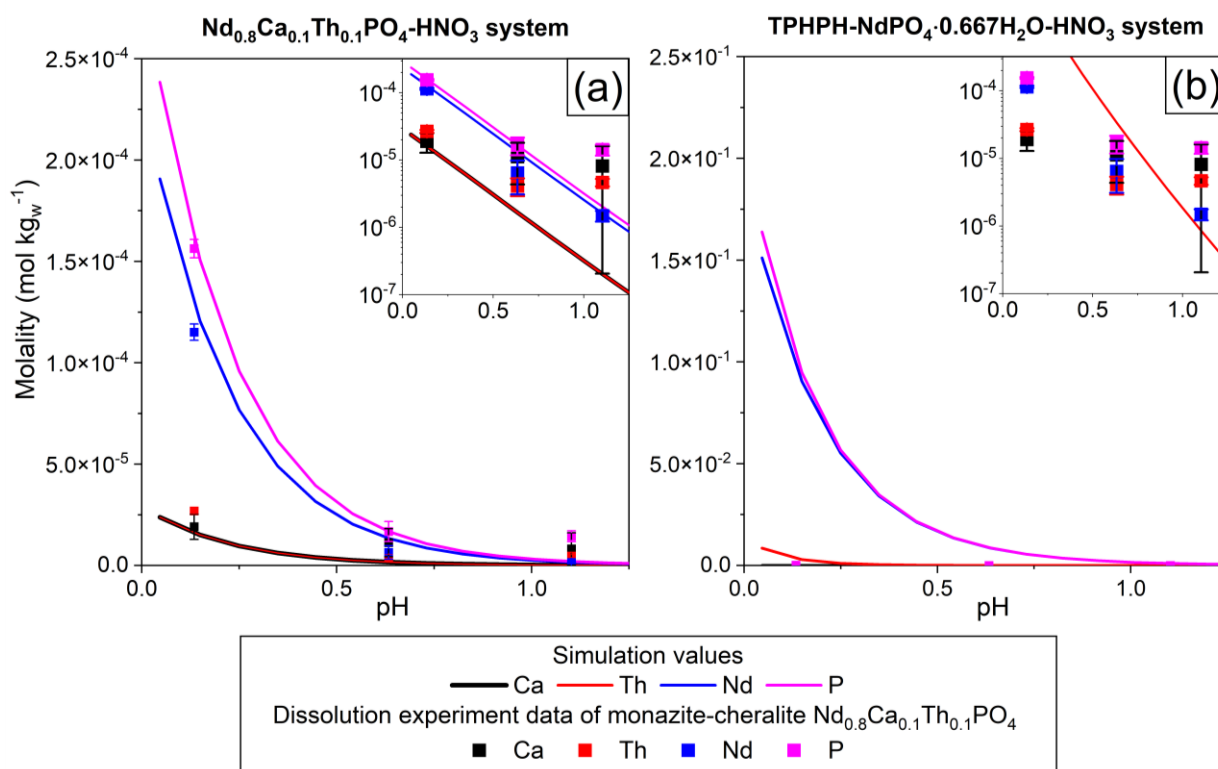 Nd₀.₈Ca₀.₁Th₀.₁PO₄-HNO₃ system
TPHPH-NdPO₄·0.667H₂O-HNO₃ system
Molality (mol kg_w⁻¹)
2.5×10⁻⁴
2.0×10⁻⁴
1.5×10⁻⁴
1.0×10⁻⁴
5.0×10⁻⁵
0.0
0.0
0.5
1.0
pH
(a)
10⁻⁴
10⁻⁵
10⁻⁶
10⁻⁷
0.0
0.5
1.0
2.5×10⁻¹
2.0×10⁻¹
1.5×10⁻¹
1.0×10⁻¹
5.0×10⁻²
0.0
0.0
0.5
1.0
pH
(b)
10⁻⁴
10⁻⁵
10⁻⁶
10⁻⁷
0.0
0.5
1.0
Simulation values
Ca Th Nd P
Dissolution experiment data of monazite-cheralite Nd₀.₈Ca₀.₁Th₀.₁PO₄
Ca Th Nd P